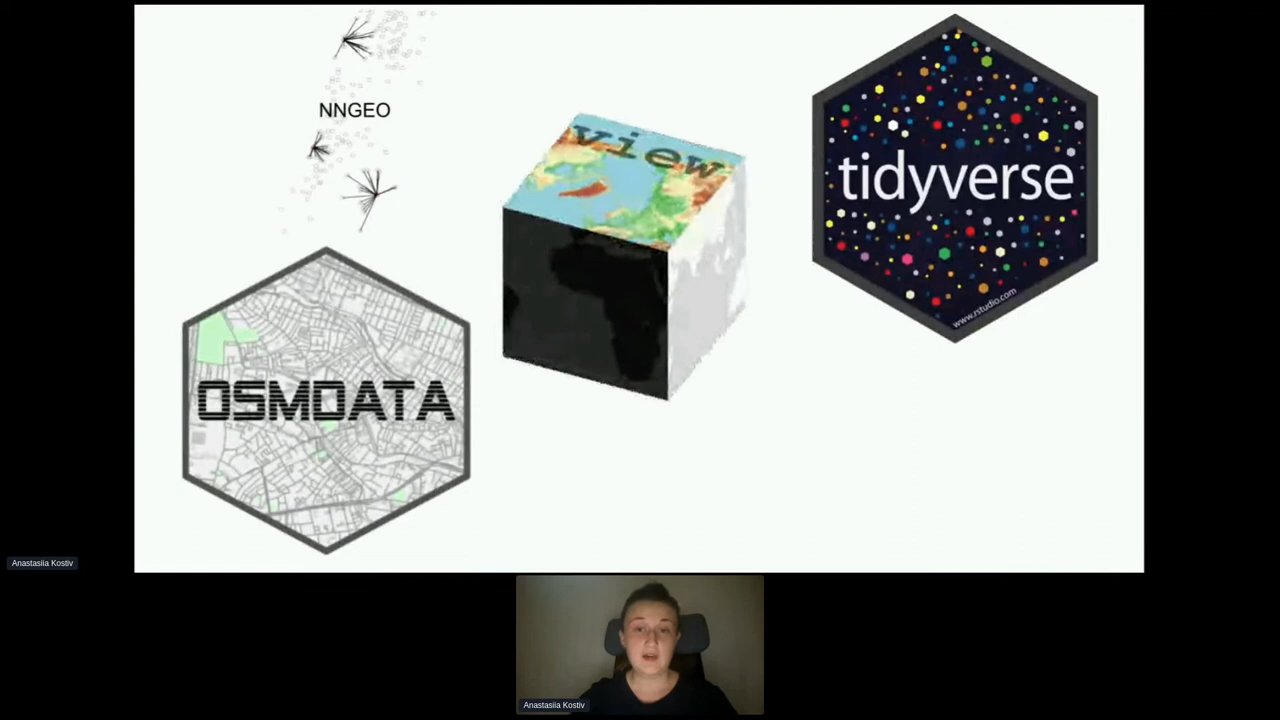 NNGEO
view
tidyverse
www.rstudio.com
OSMDATA
Anastasiia Kostiv
Anastasiia Kostiv